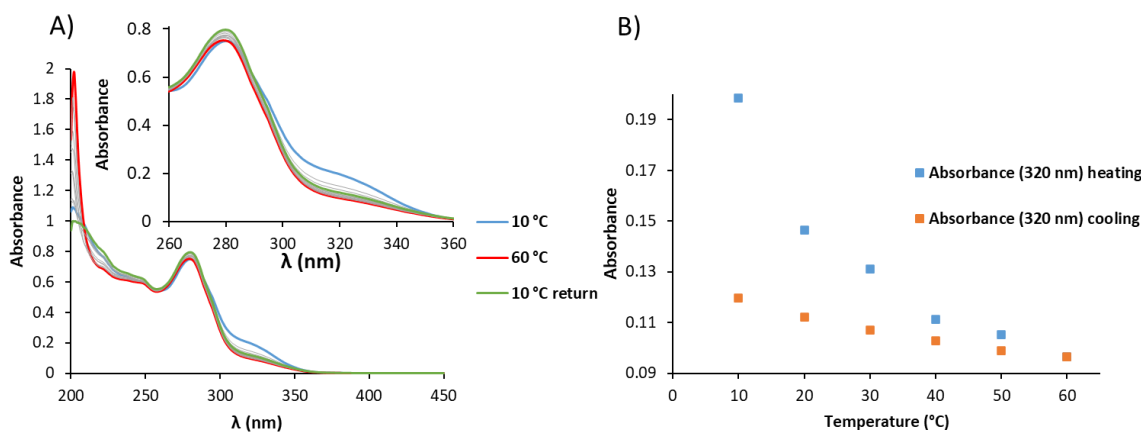 A)
Absorbance
2
1.8
1.6
1.4
1.2
1
0.8
0.6
0.4
0.2
0
200 250 300 350 400 450
λ (nm)
Absorbance
0.8
0.6
0.4
0.2
0
260 280 300 320 340 360
λ (nm)
10 °C
60 °C
10 °C return
B)
Absorbance
0.19
0.17
0.15
0.13
0.11
0.09
0 10 20 30 40 50 60
Temperature (°C)
Absorbance (320 nm) heating
Absorbance (320 nm) cooling